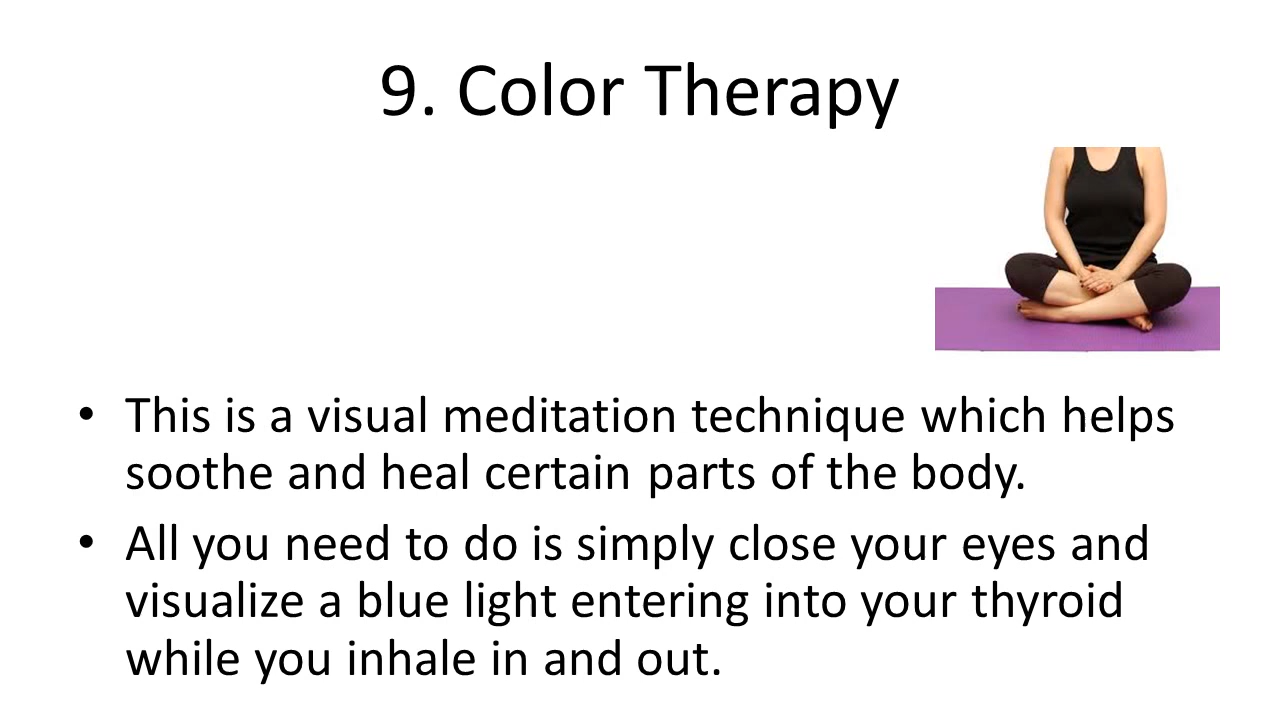 9. Color Therapy
• This is a visual meditation technique which helps
soothe and heal certain parts of the body.
• All you need to do is simply close your eyes and
visualize a blue light entering into your thyroid
while you inhale in and out.